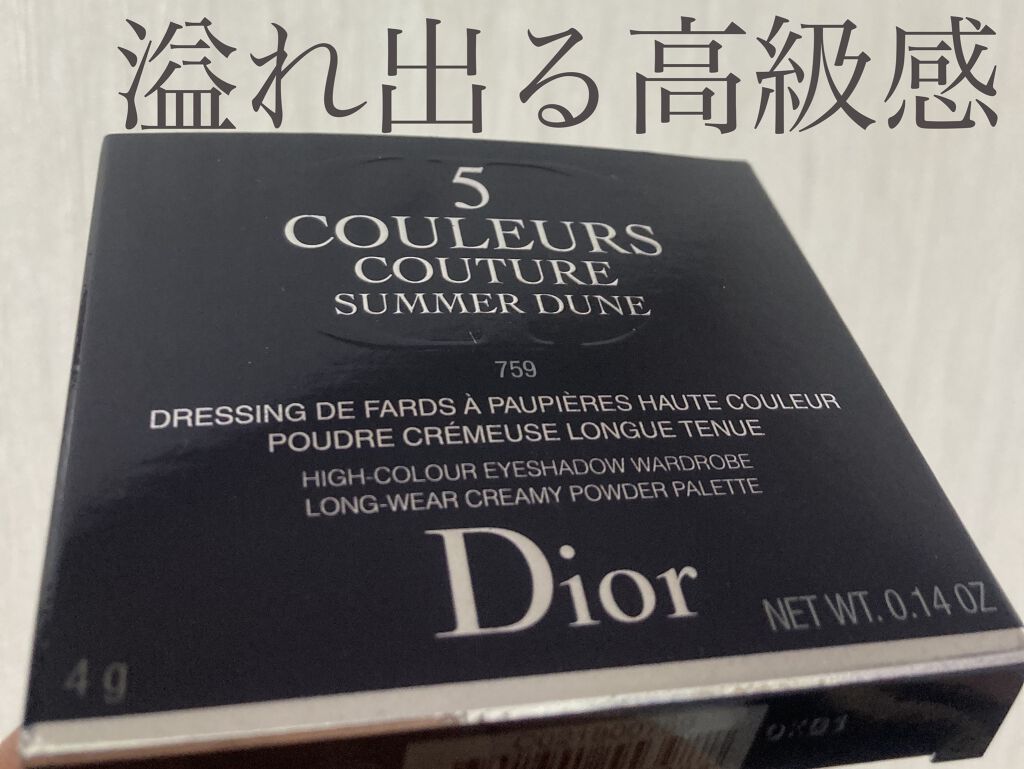 溢れ出る高級感
5
COULEURS
COUTURE
SUMMER DUNE
759
DRESSING DE FARDS À PAUPIÈRES HAUTE COULEUR
POUDRE CRÉMEUSE LONGUE TENUE
HIGH-COLOUR EYESHADOW WARDROBE
LONG-WEAR CREAMY POWDER PALETTE
Dior
NET WT. 0.14 OZ
4 g